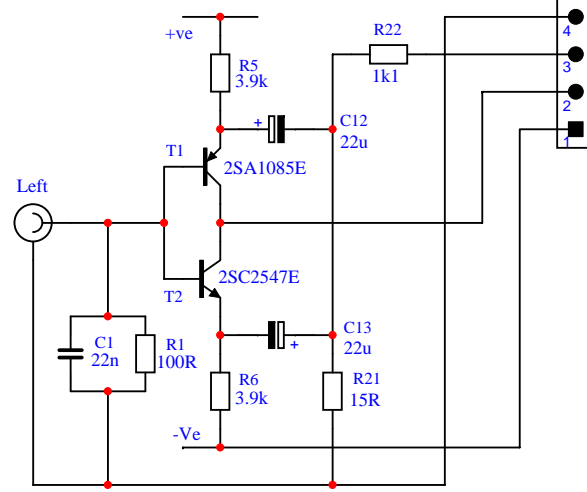 +ve
R22
1k1
4
3
2
1
R5
3.9k
+
C12
22u
T1
2SA1085E
Left
2SC2547E
T2
C1
22n
R1
100R
+
C13
22u
R6
3.9k
R21
15R
-Ve